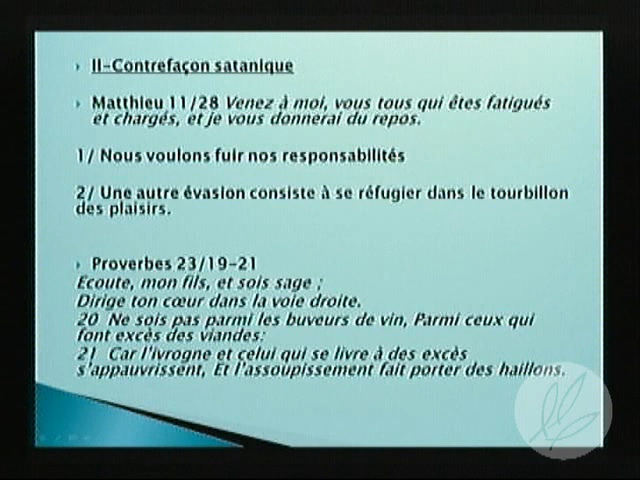 II-Contrefaçon satanique
Matthieu 11/28 Venez à moi, vous tous qui êtes fatigués
et chargés, et je vous donnerai du repos.
1/ Nous voulons fuir nos responsabilités
2/ Une autre évasion consiste à se réfugier dans le tourbillon
des plaisirs.
Proverbes 23/19-21
Ecoute, mon fils, et sois sage ;
Dirige ton cœur dans la voie droite.
20 Ne sois pas parmi les buveurs de vin, Parmi ceux qui
font excès des viandes:
21 Car l'ivrogne et celui qui se livre à des excès
s'appauvrissent, Et l'assoupissement fait porter des haillons.